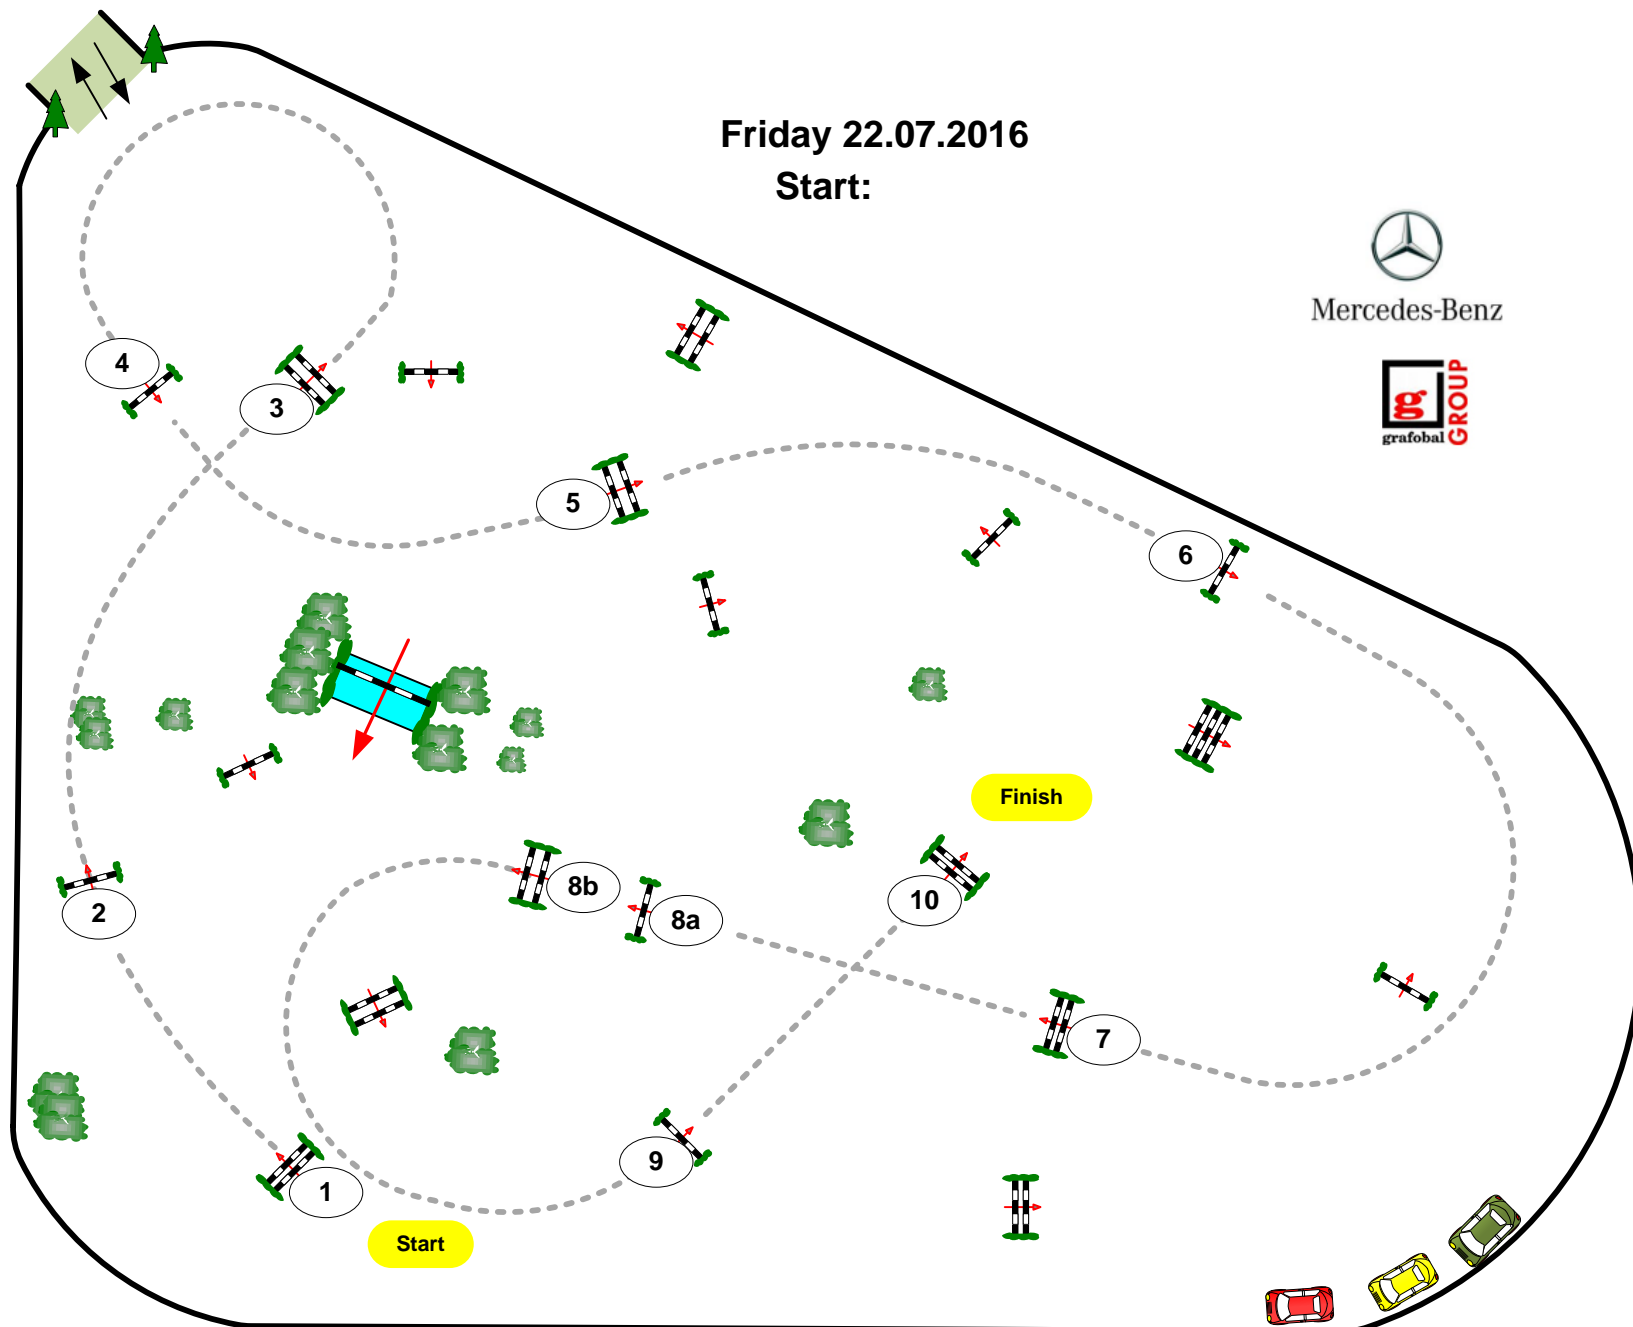 Friday 22.07.2016
Start:
Mercedes-Benz
g
grafobal
GROUP
4
3
5
6
2
8b
8a
10
7
9
1
Finish
Start